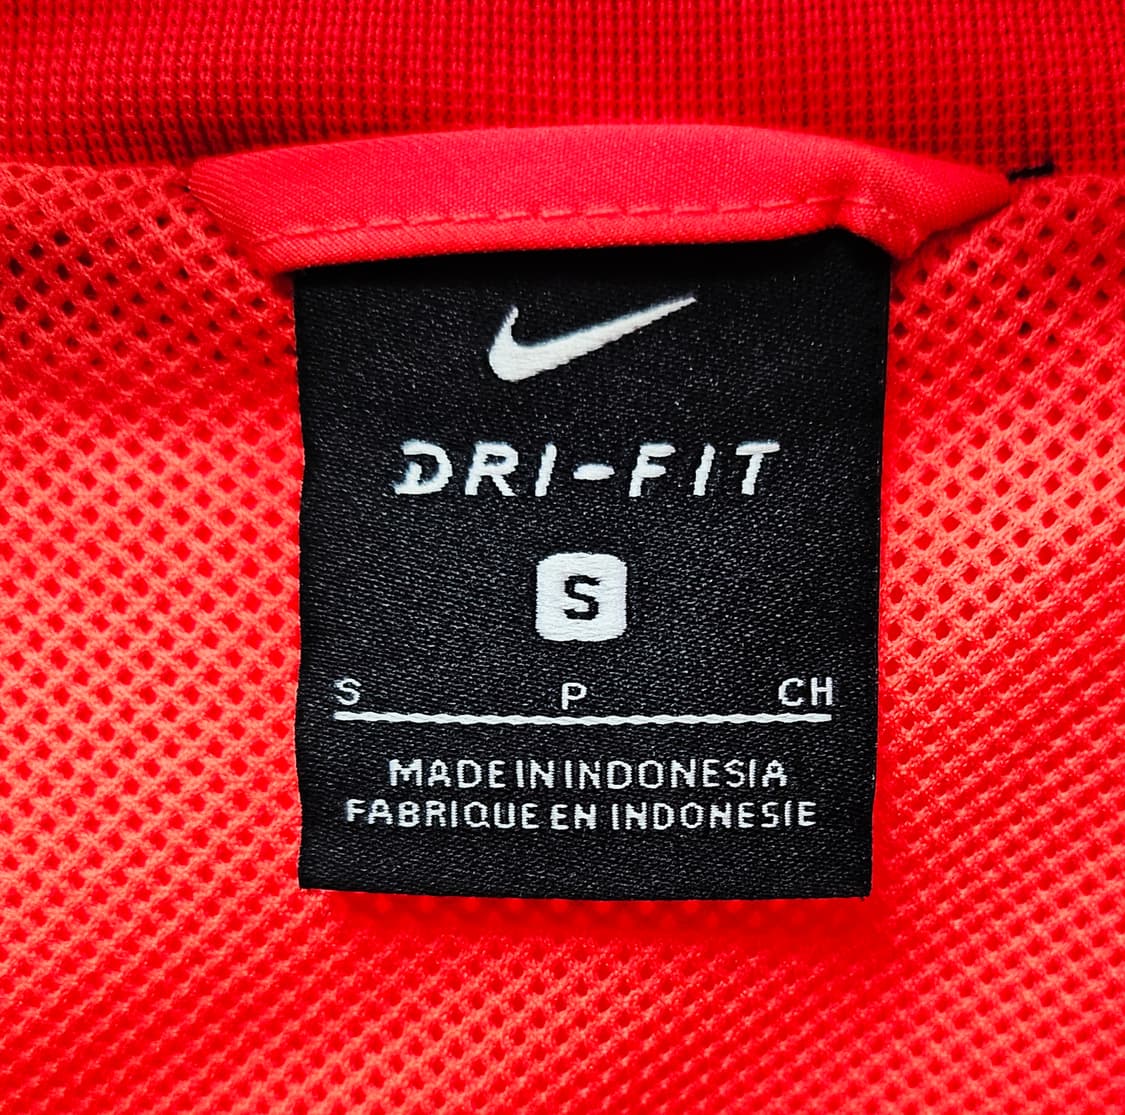 DRI-FIT
S
S P CH
MADE IN INDONESIA
FABRIQUE EN INDONESIE